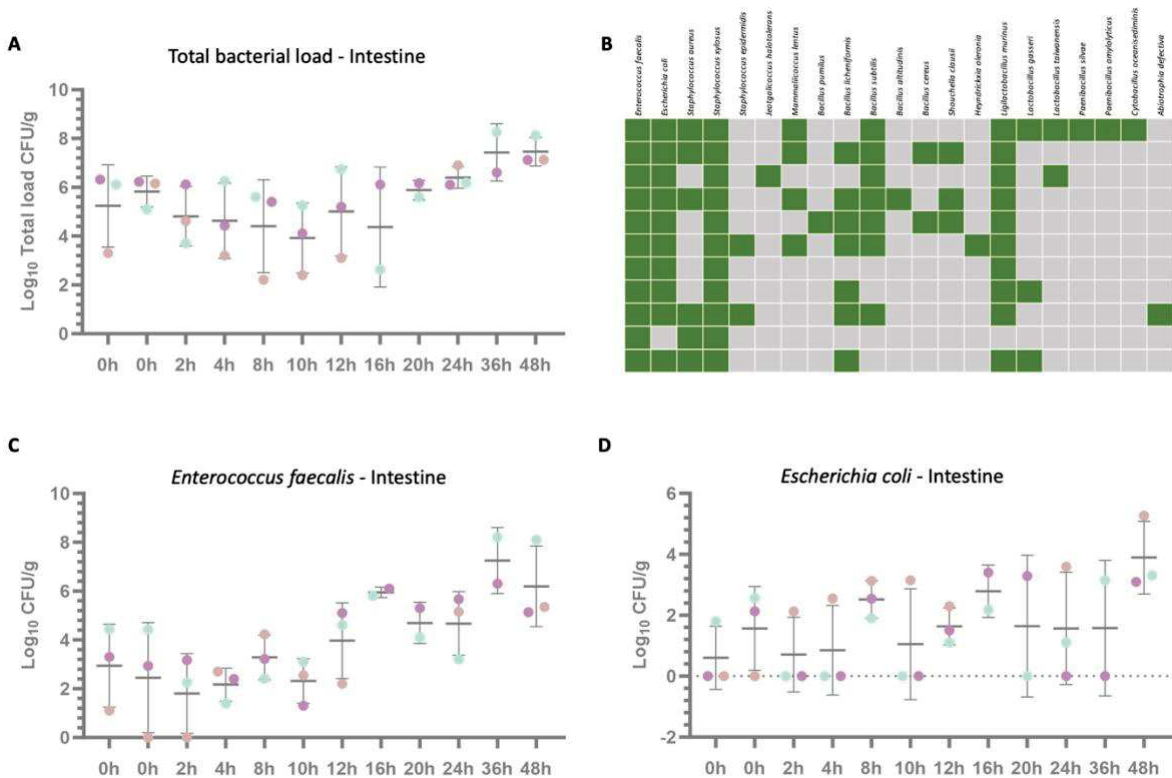 A
Total bacterial load - Intestine
Log10 Total load CFU/g
10
8
6
4
2
0
0h 0h 2h 4h 8h 10h 12h 16h 20h 24h 36h 48h
B
Enterococcus faecalis
Escherichia coli
Staphylococcus aureus
Staphylococcus xylosus
Staphylococcus epidermidis
Jeotgalicoccus halotolerans
Mammaliicoccus lentus
Bacillus pumilus
Bacillus licheniformis
Bacillus subtilis
Bacillus altitudinis
Bacillus cereus
Shouchella clausii
Heyndrickxia oleronia
Ligilactobacillus murinus
Lactobacillus gasseri
Lactobacillus taiwanensis
Paenibacillus silvae
Paenibacillus amylolyticus
Cytobacillus oceanisediminis
Abiotrophia defectiva
C
Enterococcus faecalis - Intestine
Log10 CFU/g
10
8
6
4
2
0
0h 0h 2h 4h 8h 10h 12h 16h 20h 24h 36h 48h
D
Escherichia coli - Intestine
Log10 CFU/g
6
4
2
0
-2
0h 0h 2h 4h 8h 10h 12h 16h 20h 24h 36h 48h